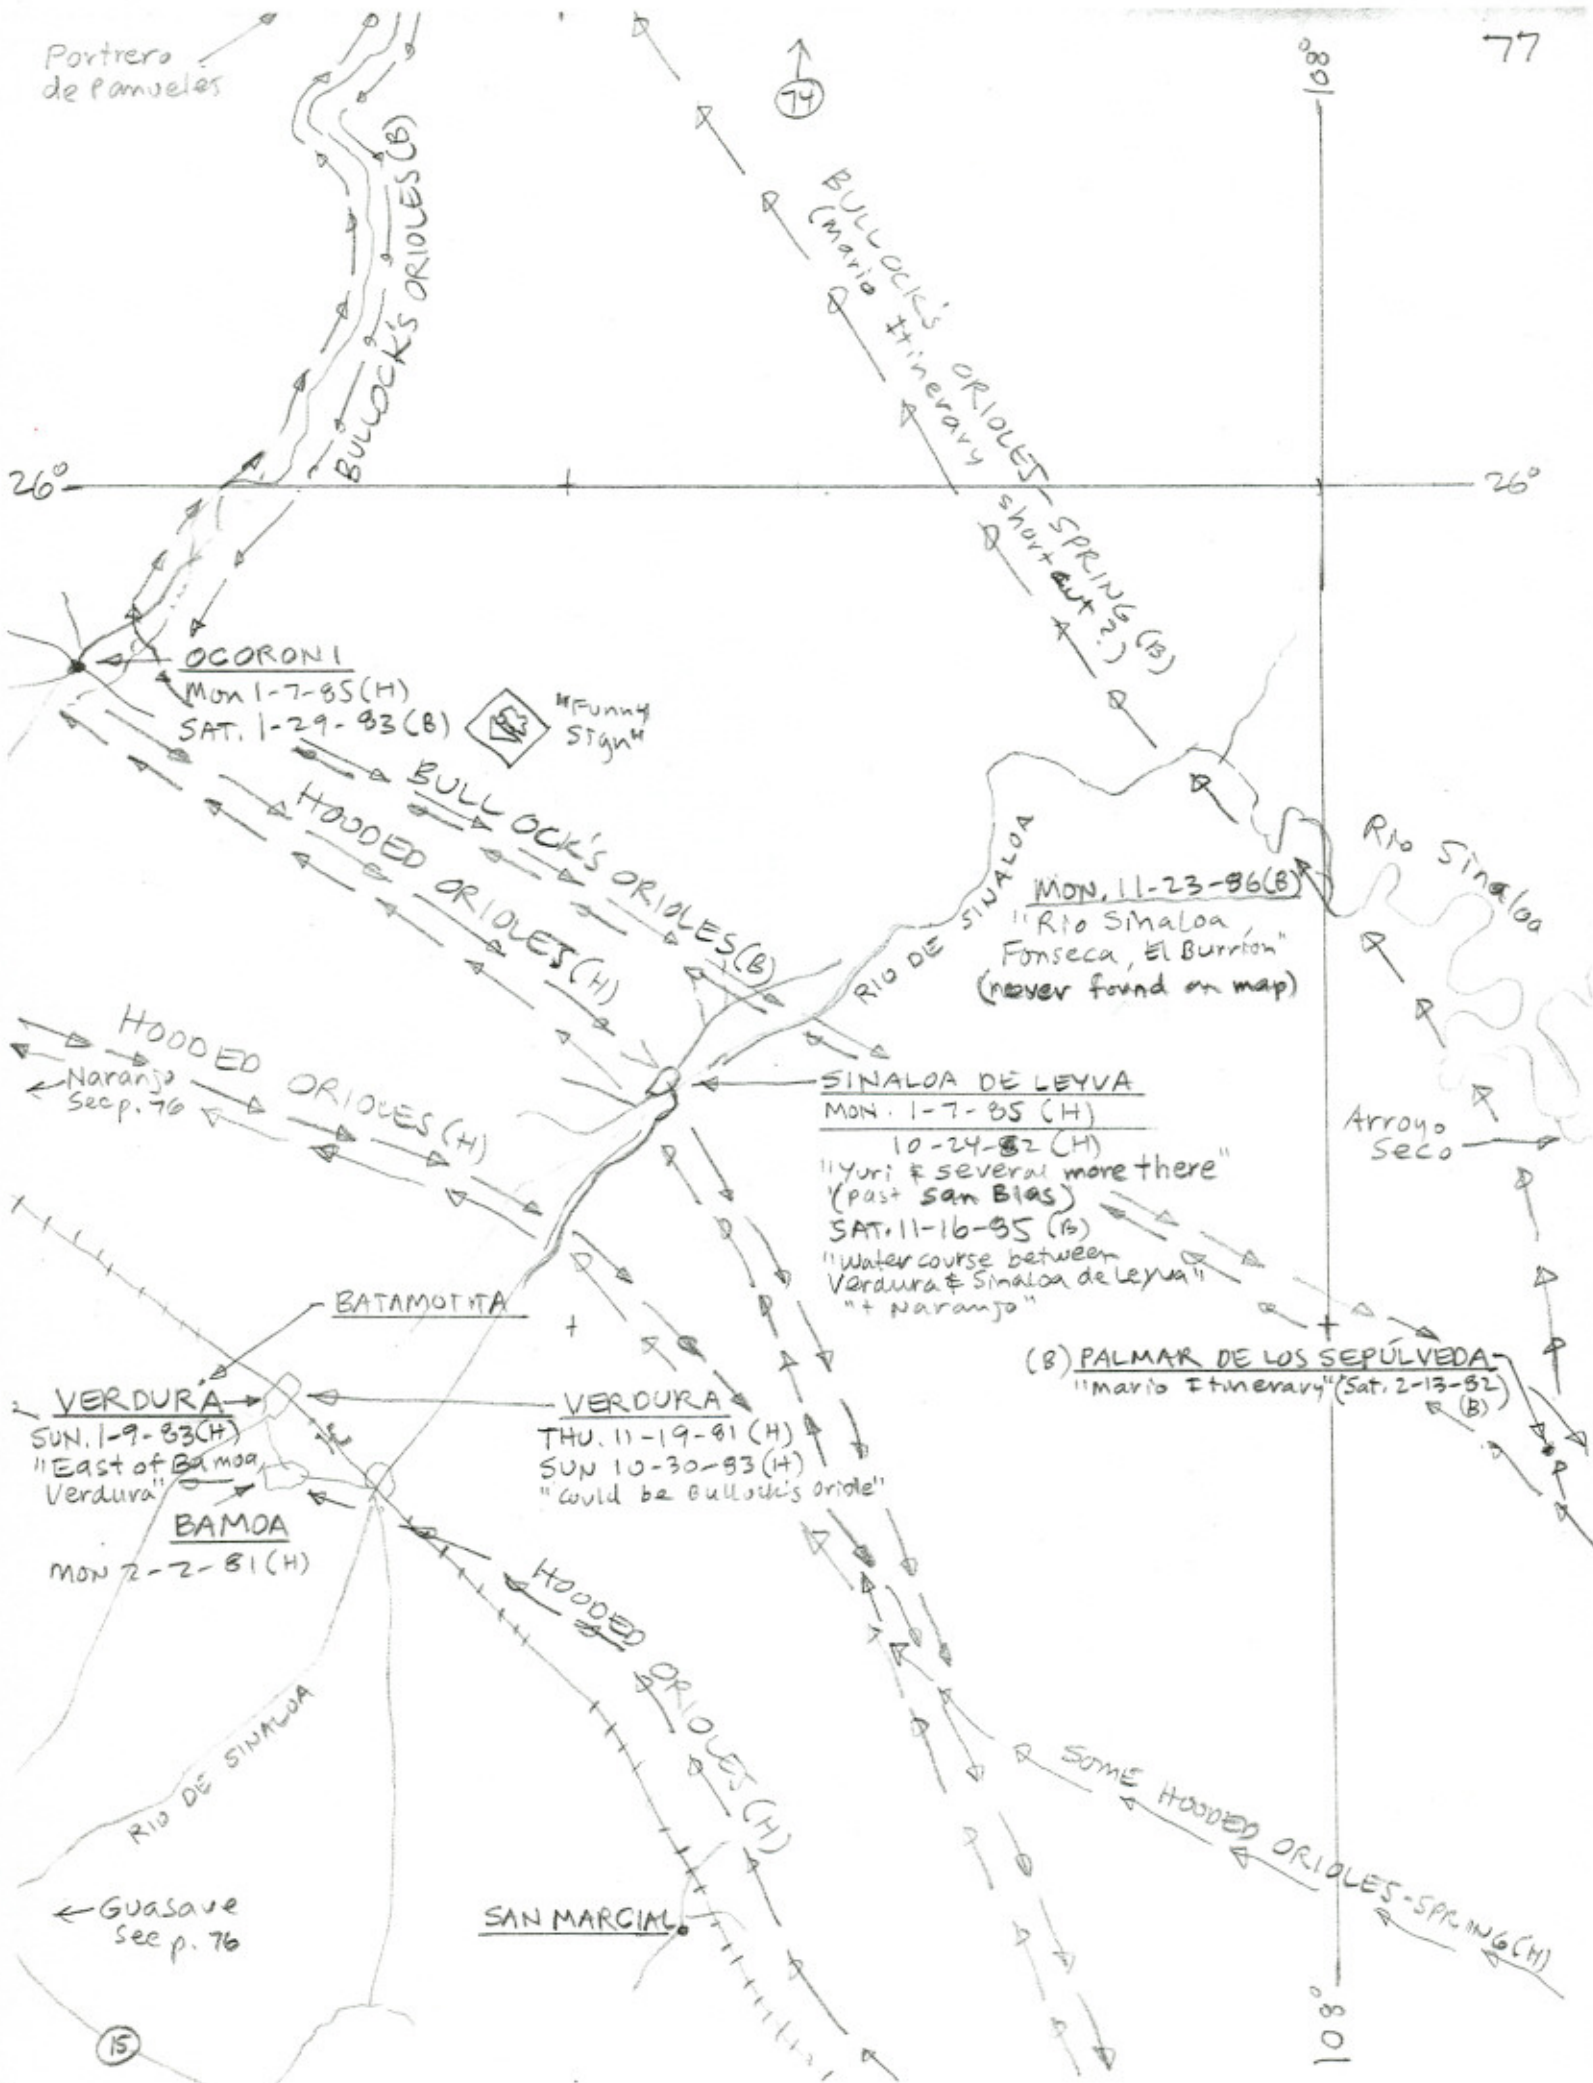 77
Portrero
de Pamueles
74
108°
BULLOCK'S ORIOLES (B)
BULLOCK'S ORIOLES - SPRING (B)
(Mario Itinerary short cut ?)
26°
26°
OCORONI
Mon 1-7-85 (H)
SAT. 1-29-83 (B)
"Funny
Sign"
BULLOCK'S ORIOLES (B)
HOODED ORIOLES (H)
RIO DE SINALOA
Rio Sinaloa
MON. 11-23-86 (B)
"Rio Sinaloa,
Fonseca, El Burrion"
(never found on map)
HOODED ORIOLES (H)
← Naranjo
See p. 76
SINALOA DE LEYVA
MON. 1-7-85 (H)
10-24-82 (H)
"Yuri & several more there"
"(past San Blas)
SAT. 11-16-85 (B)
"Water course between
Verdura & Sinaloa de Leyva"
"+ Naranjo"
Arroyo
Seco
BATAMOTITA
(B) PALMAR DE LOS SEPÚLVEDA
"Mario Itinerary" (Sat. 2-13-82)
(B)
VERDURA
SUN. 1-9-83 (H)
"East of Bamoa,
Verdura"
VERDURA
THU. 11-19-81 (H)
SUN 10-30-83 (H)
"Could be Bullock's oriole"
BAMOA
MON 2-2-81 (H)
HOODED ORIOLES (H)
RIO DE SINALOA
SOME HOODED ORIOLES - SPRING (H)
← Guasave
See p. 76
SAN MARCIAL
15
108°